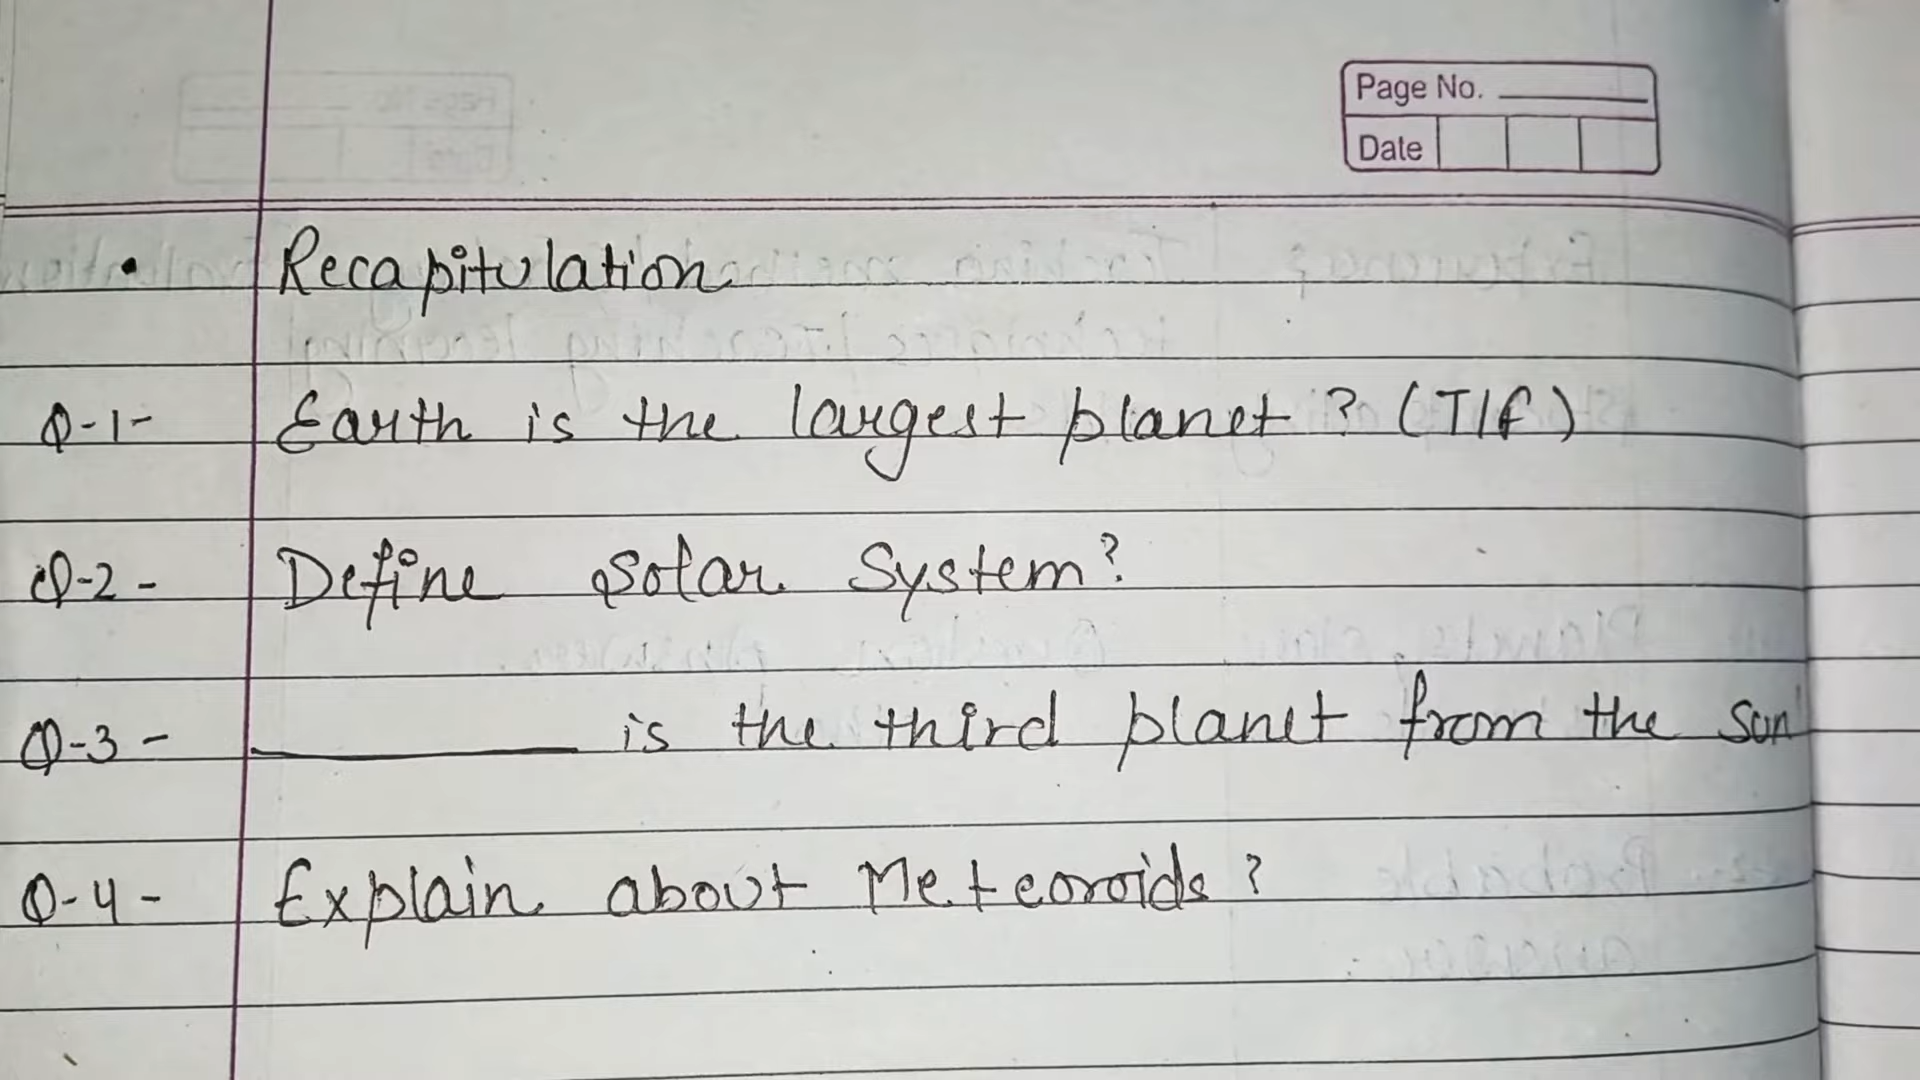 Page No.
Date
• Recapitulation
Q-1- Earth is the largest planet? (T/F)
Q-2- Define Solar System?
Q-3- ________ is the third planet from the sun
Q-4- Explain about Meteoroids?